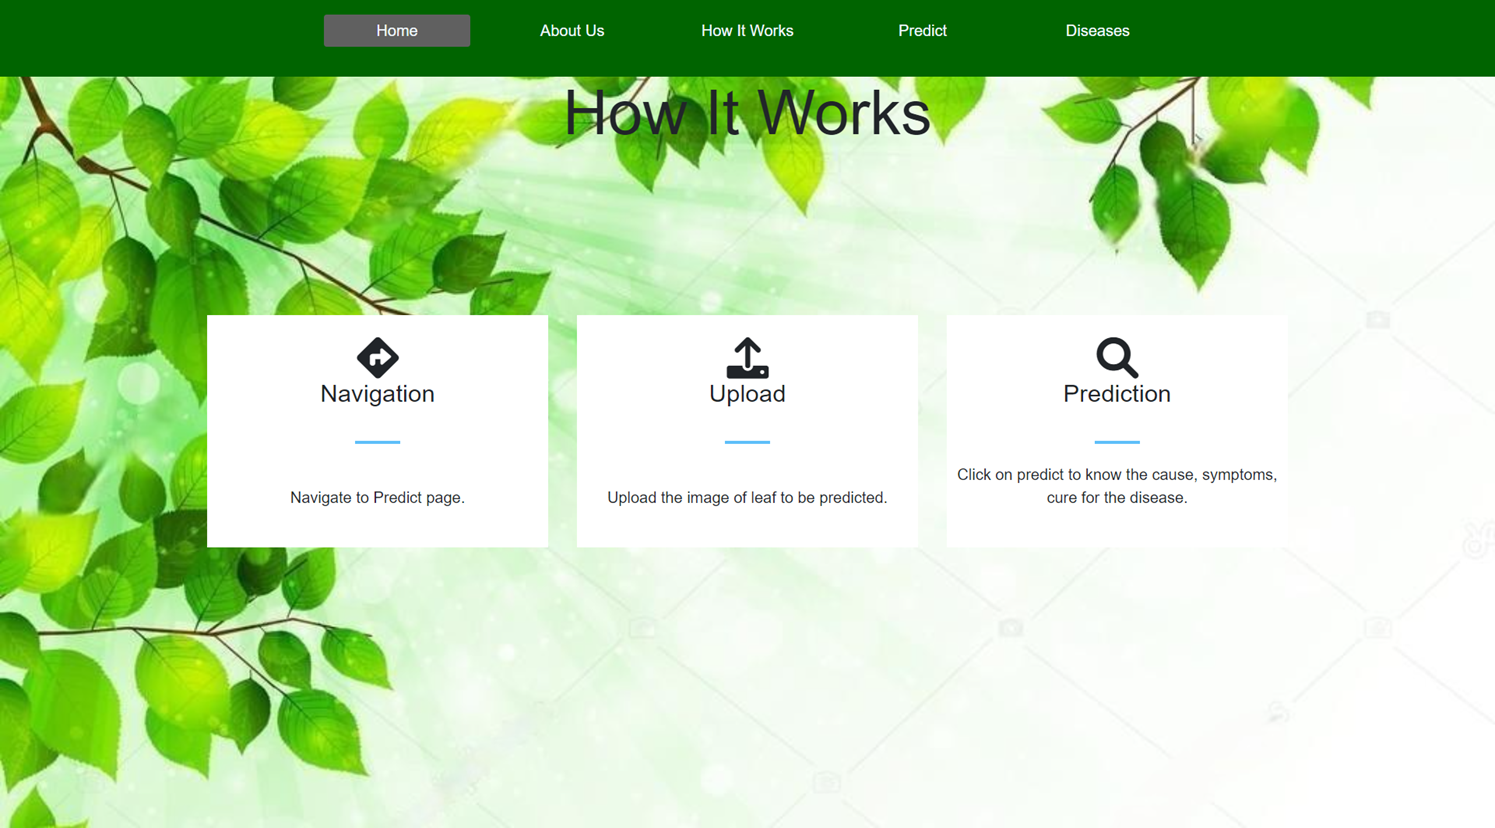 Home
About Us
How It Works
Predict
Diseases
How It Works
Navigation
Navigate to Predict page.
Upload
Upload the image of leaf to be predicted.
Prediction
Click on predict to know the cause, symptoms,
cure for the disease.